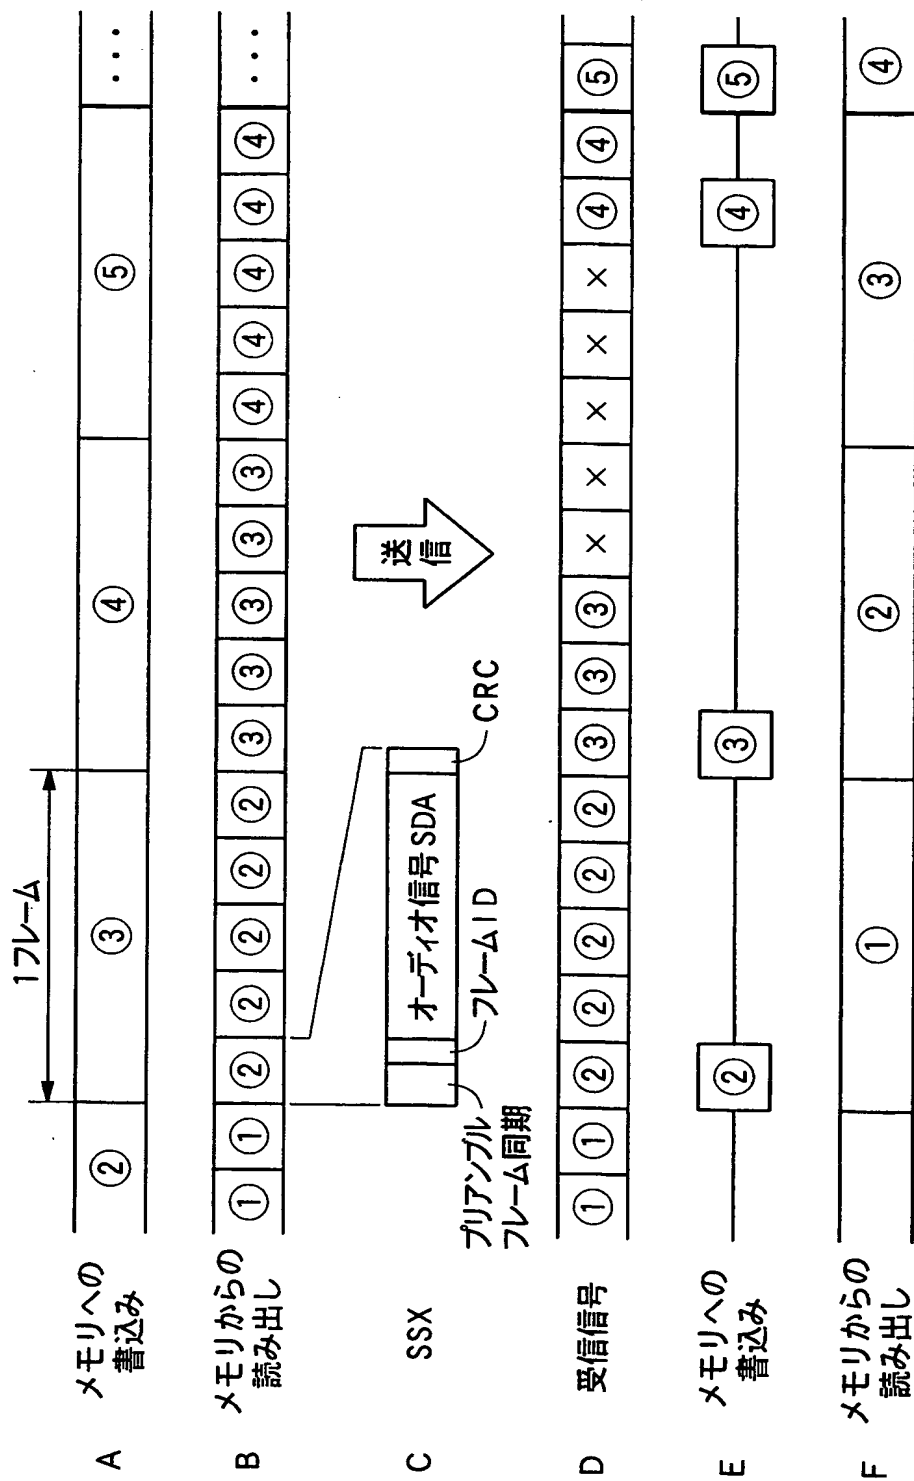 1フレーム
A メモリへの
書込み
② ③ ④ ⑤ ・・・
B メモリからの
読み出し
① ① ② ② ② ② ② ③ ③ ③ ③ ③ ④ ④ ④ ④ ④ ・・・
C SSX
オーディオ信号SDA
CRC
フレームID
プリアンブル
フレーム同期
送信
D 受信信号
① ① ② ② ② ② ② ③ ③ ③ × × × × × ④ ④ ⑤
E メモリへの
書込み
② ③ ④ ⑤
F メモリからの
読み出し
① ② ③ ④